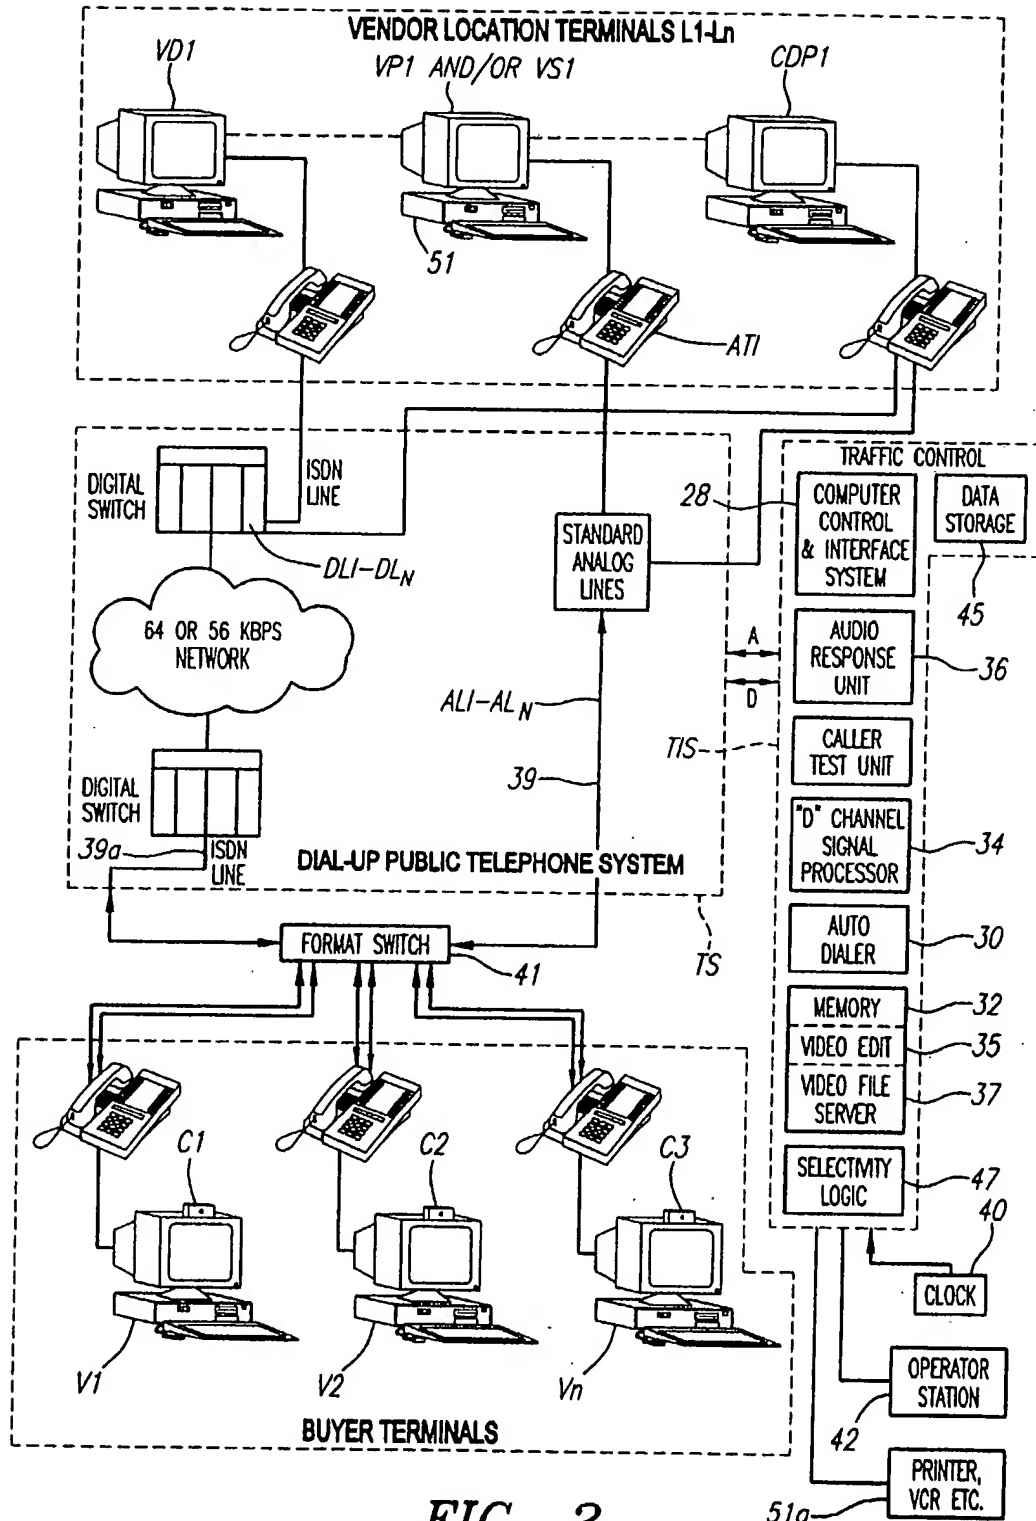 VENDOR LOCATION TERMINALS L1-Ln
VD1
VP1 AND/OR VS1
CDP1
51
ATI
DIGITAL
SWITCH
ISDN
LINE
DLI-DLN
STANDARD
ANALOG
LINES
64 OR 56 KBPS
NETWORK
ALI-ALN
39
DIGITAL
SWITCH
39a
ISDN
LINE
DIAL-UP PUBLIC TELEPHONE SYSTEM
TS
A
D
TIS
TRAFFIC CONTROL
28
COMPUTER
CONTROL
& INTERFACE
SYSTEM
DATA
STORAGE
45
AUDIO
RESPONSE
UNIT
36
CALLER
TEST UNIT
"D" CHANNEL
SIGNAL
PROCESSOR
34
AUTO
DIALER
30
MEMORY
32
VIDEO EDIT
35
VIDEO FILE
SERVER
37
SELECTIVITY
LOGIC
47
40
CLOCK
OPERATOR
STATION
42
PRINTER,
VCR ETC.
51a
FORMAT SWITCH
41
C1
C2
C3
V1
V2
Vn
BUYER TERMINALS